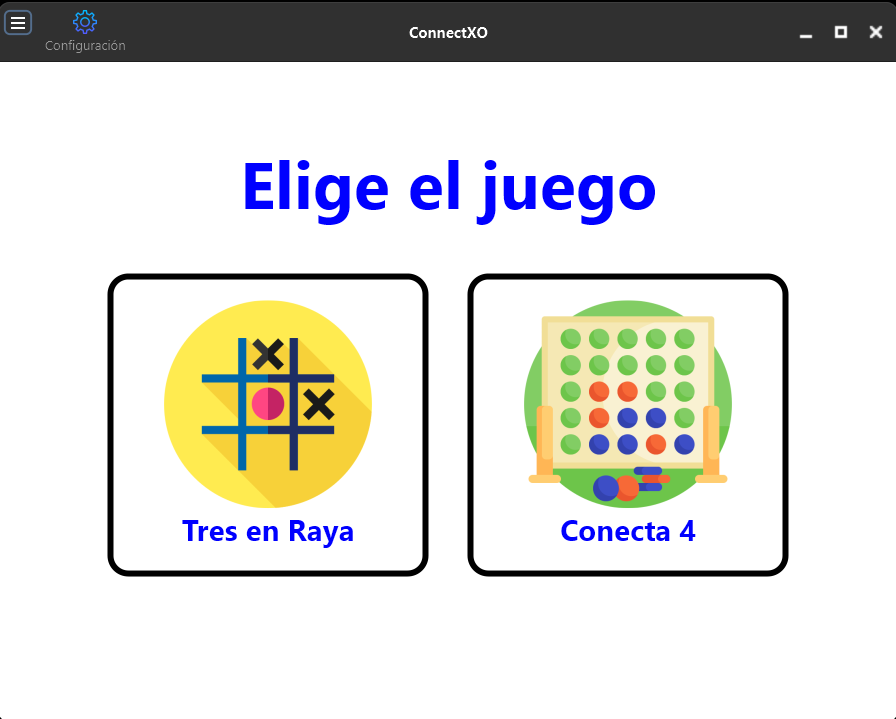 ConnectXO
Configuración
Elige el juego
Tres en Raya
Conecta 4